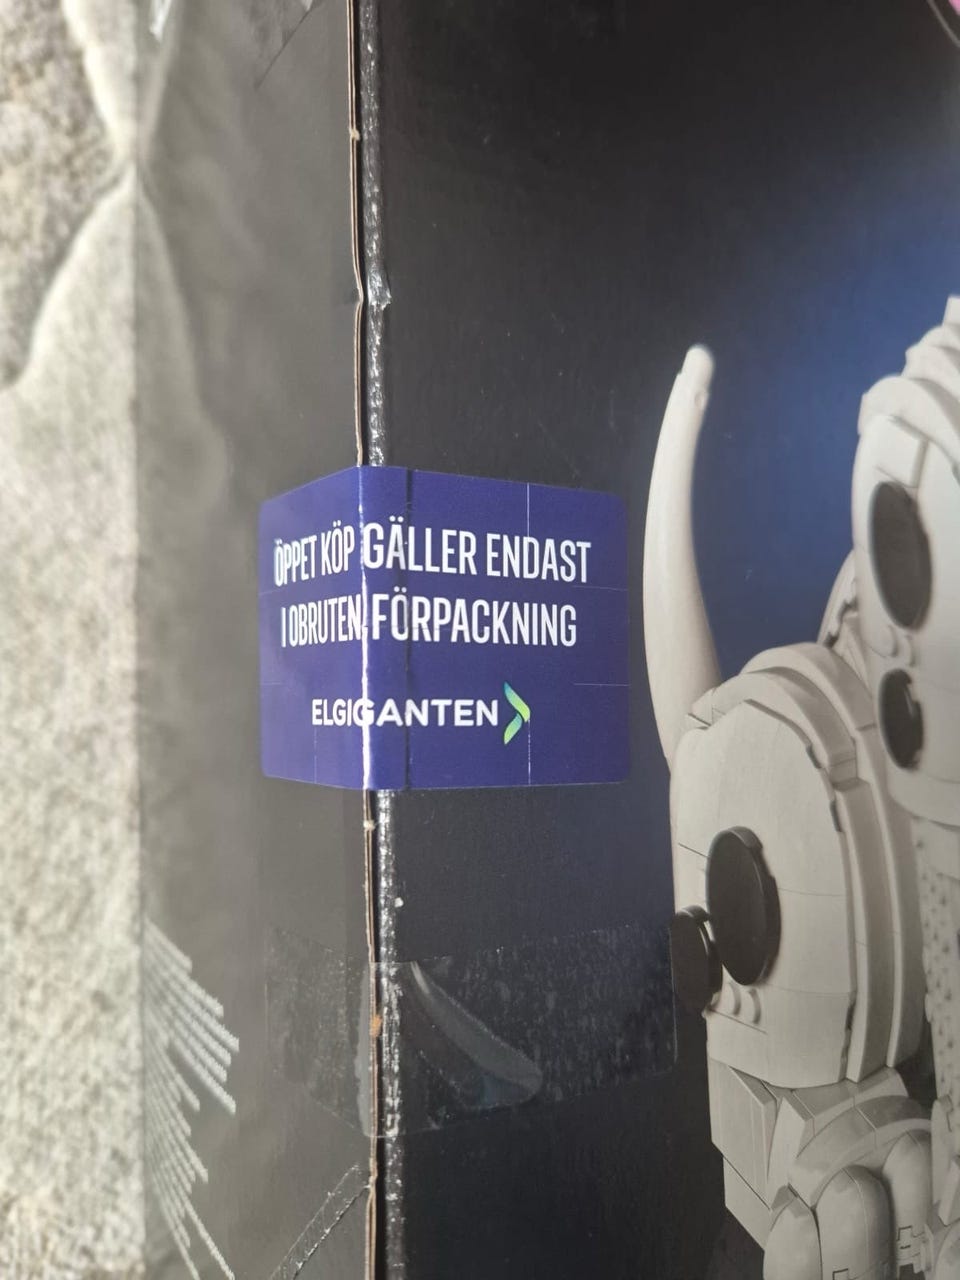 ÖPPET KÖP GÄLLER ENDAST
I OBRUTEN FÖRPACKNING
ELGIGANTEN